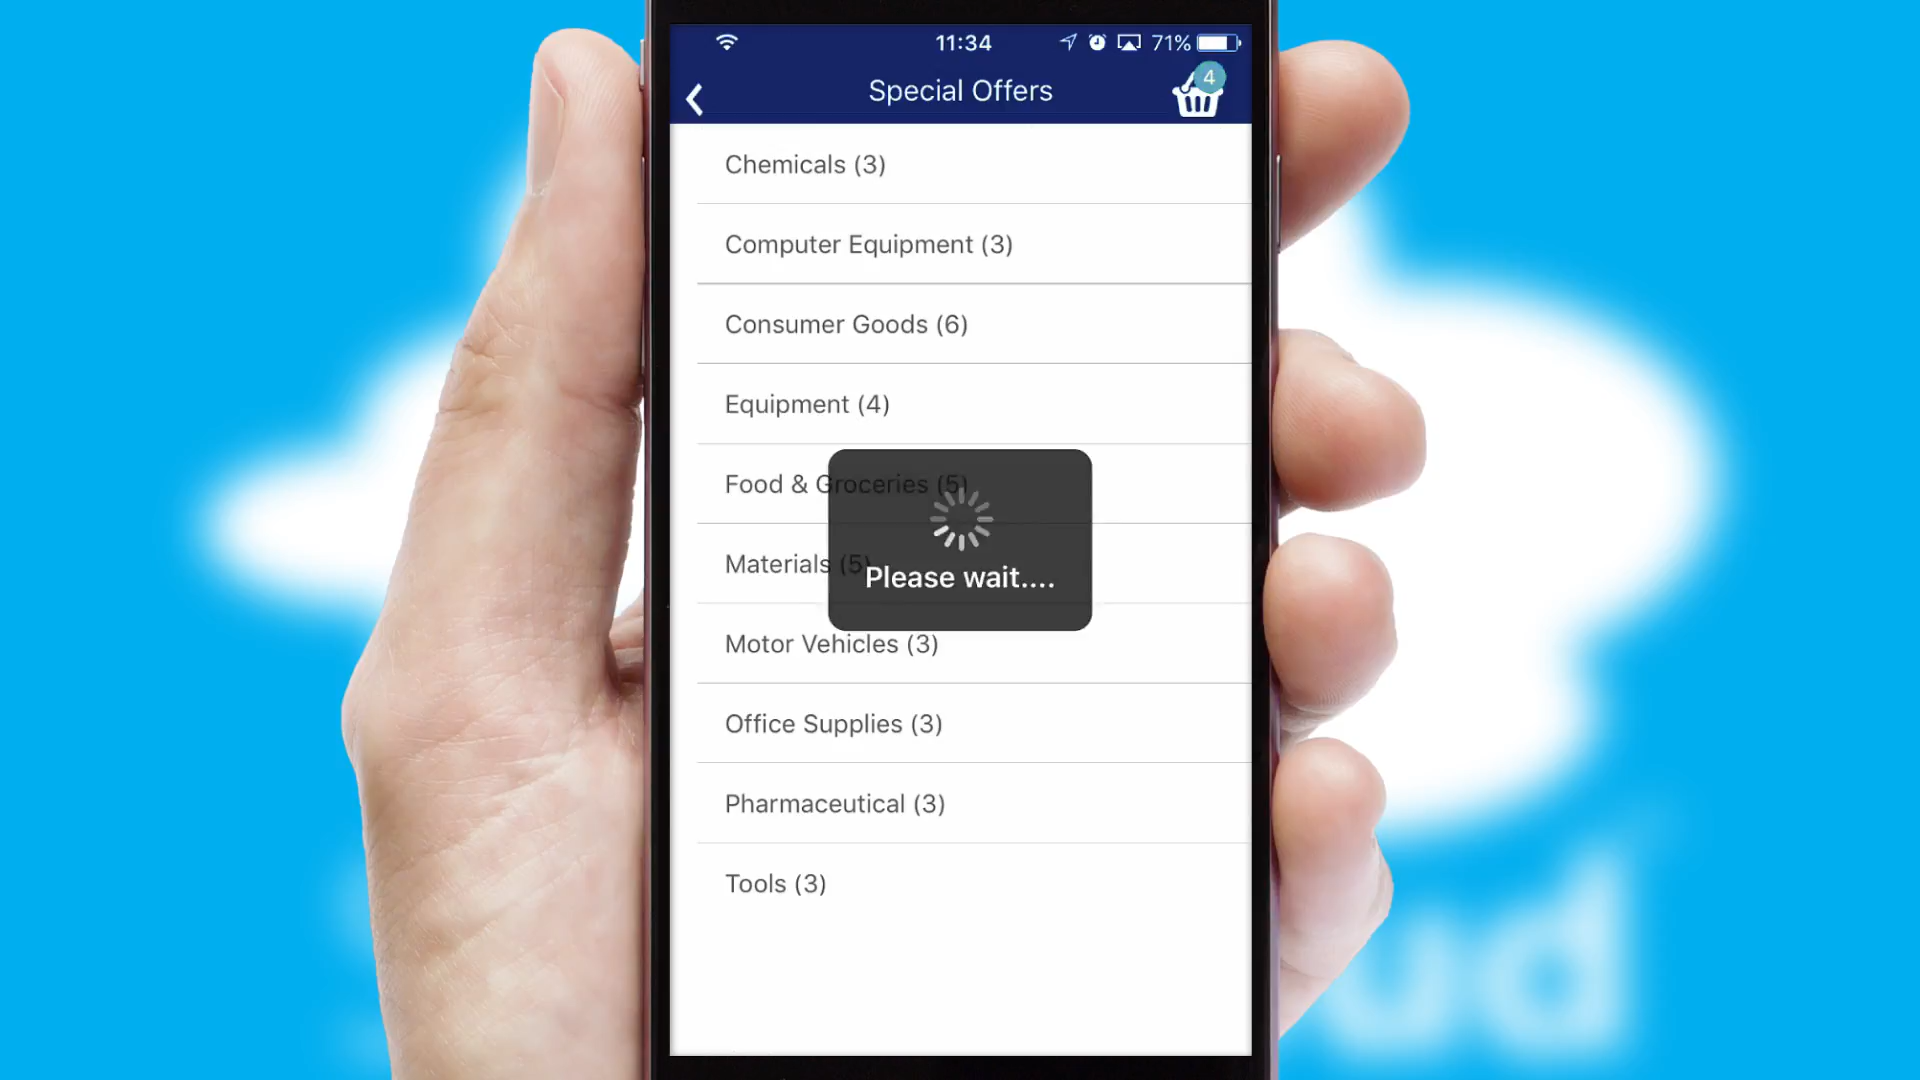 11:34
71%
Special Offers
4
Chemicals (3)
Computer Equipment (3)
Consumer Goods (6)
Equipment (4)
Food & Groceries (5)
Materials (5)
Please wait....
Motor Vehicles (3)
Office Supplies (3)
Pharmaceutical (3)
Tools (3)